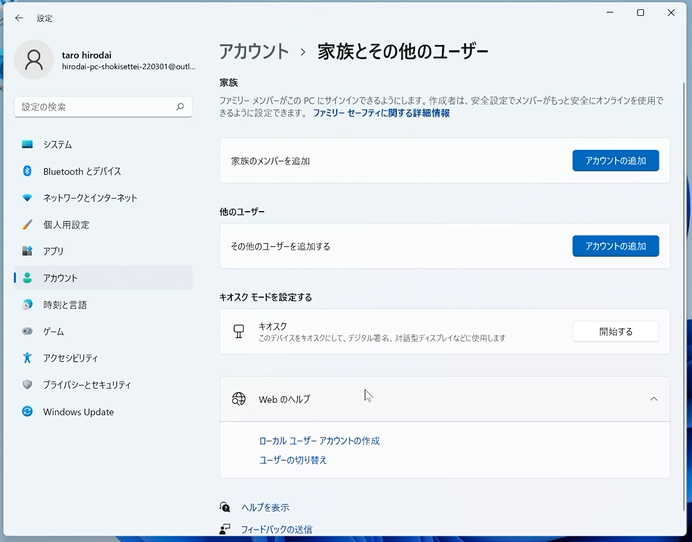 設定
taro hirodai
hirodai-pc-shokisettei-220301@outl...
設定の検索
システム
Bluetooth とデバイス
ネットワークとインターネット
個人用設定
アプリ
アカウント
時刻と言語
ゲーム
アクセシビリティ
プライバシーとセキュリティ
Windows Update
アカウント › 家族とその他のユーザー
家族
ファミリー メンバーがこの PC にサインインできるようにします。作成者は、安全設定でメンバーがもっと安全にオンラインを使用で
きるように設定できます。 ファミリー セーフティに関する詳細情報
家族のメンバーを追加
アカウントの追加
他のユーザー
その他のユーザーを追加する
アカウントの追加
キオスク モードを設定する
キオスク
このデバイスをキオスクにして、デジタル署名、対話型ディスプレイなどに使用します
開始する
Web のヘルプ
ローカル ユーザー アカウントの作成
ユーザーの切り替え
ヘルプを表示
フィードバックの送信